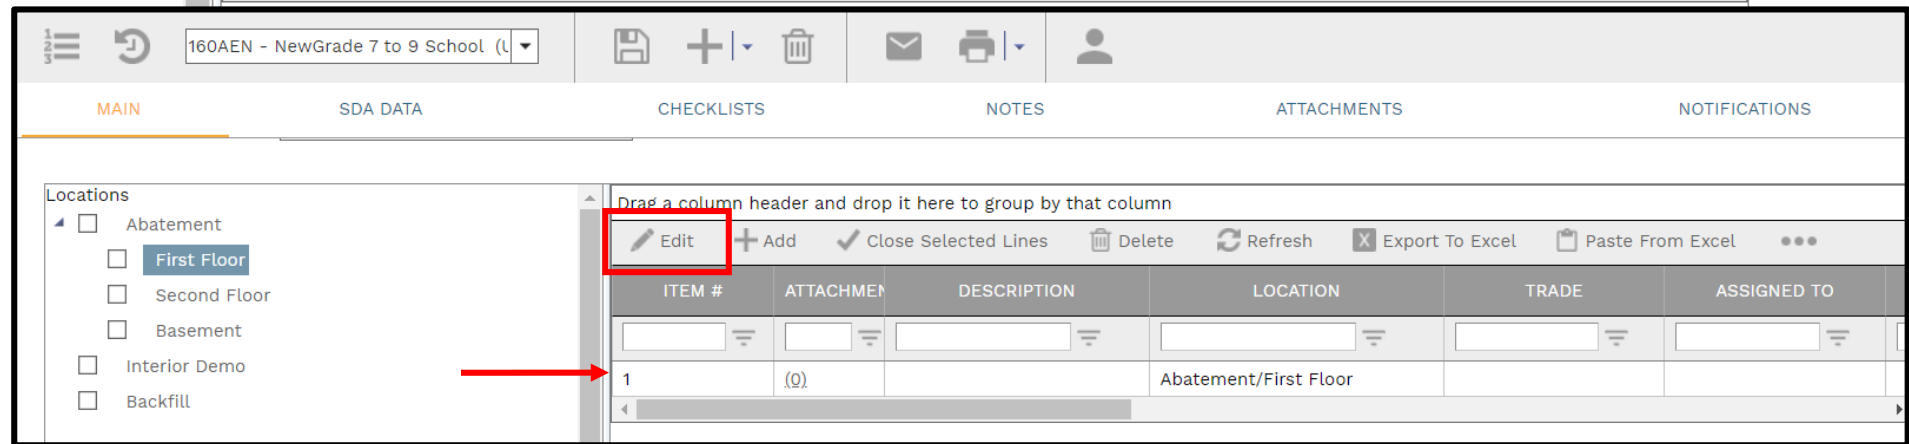 1
2
3
160AEN - NewGrade 7 to 9 School (U
MAIN
SDA DATA
CHECKLISTS
NOTES
ATTACHMENTS
NOTIFICATIONS
Locations
Abatement
First Floor
Second Floor
Basement
Interior Demo
Backfill
Drag a column header and drop it here to group by that column
Edit
Add
Close Selected Lines
Delete
Refresh
X Export To Excel
Paste From Excel
ITEM #
ATTACHMEN
DESCRIPTION
LOCATION
TRADE
ASSIGNED TO
1
(0)
Abatement/First Floor